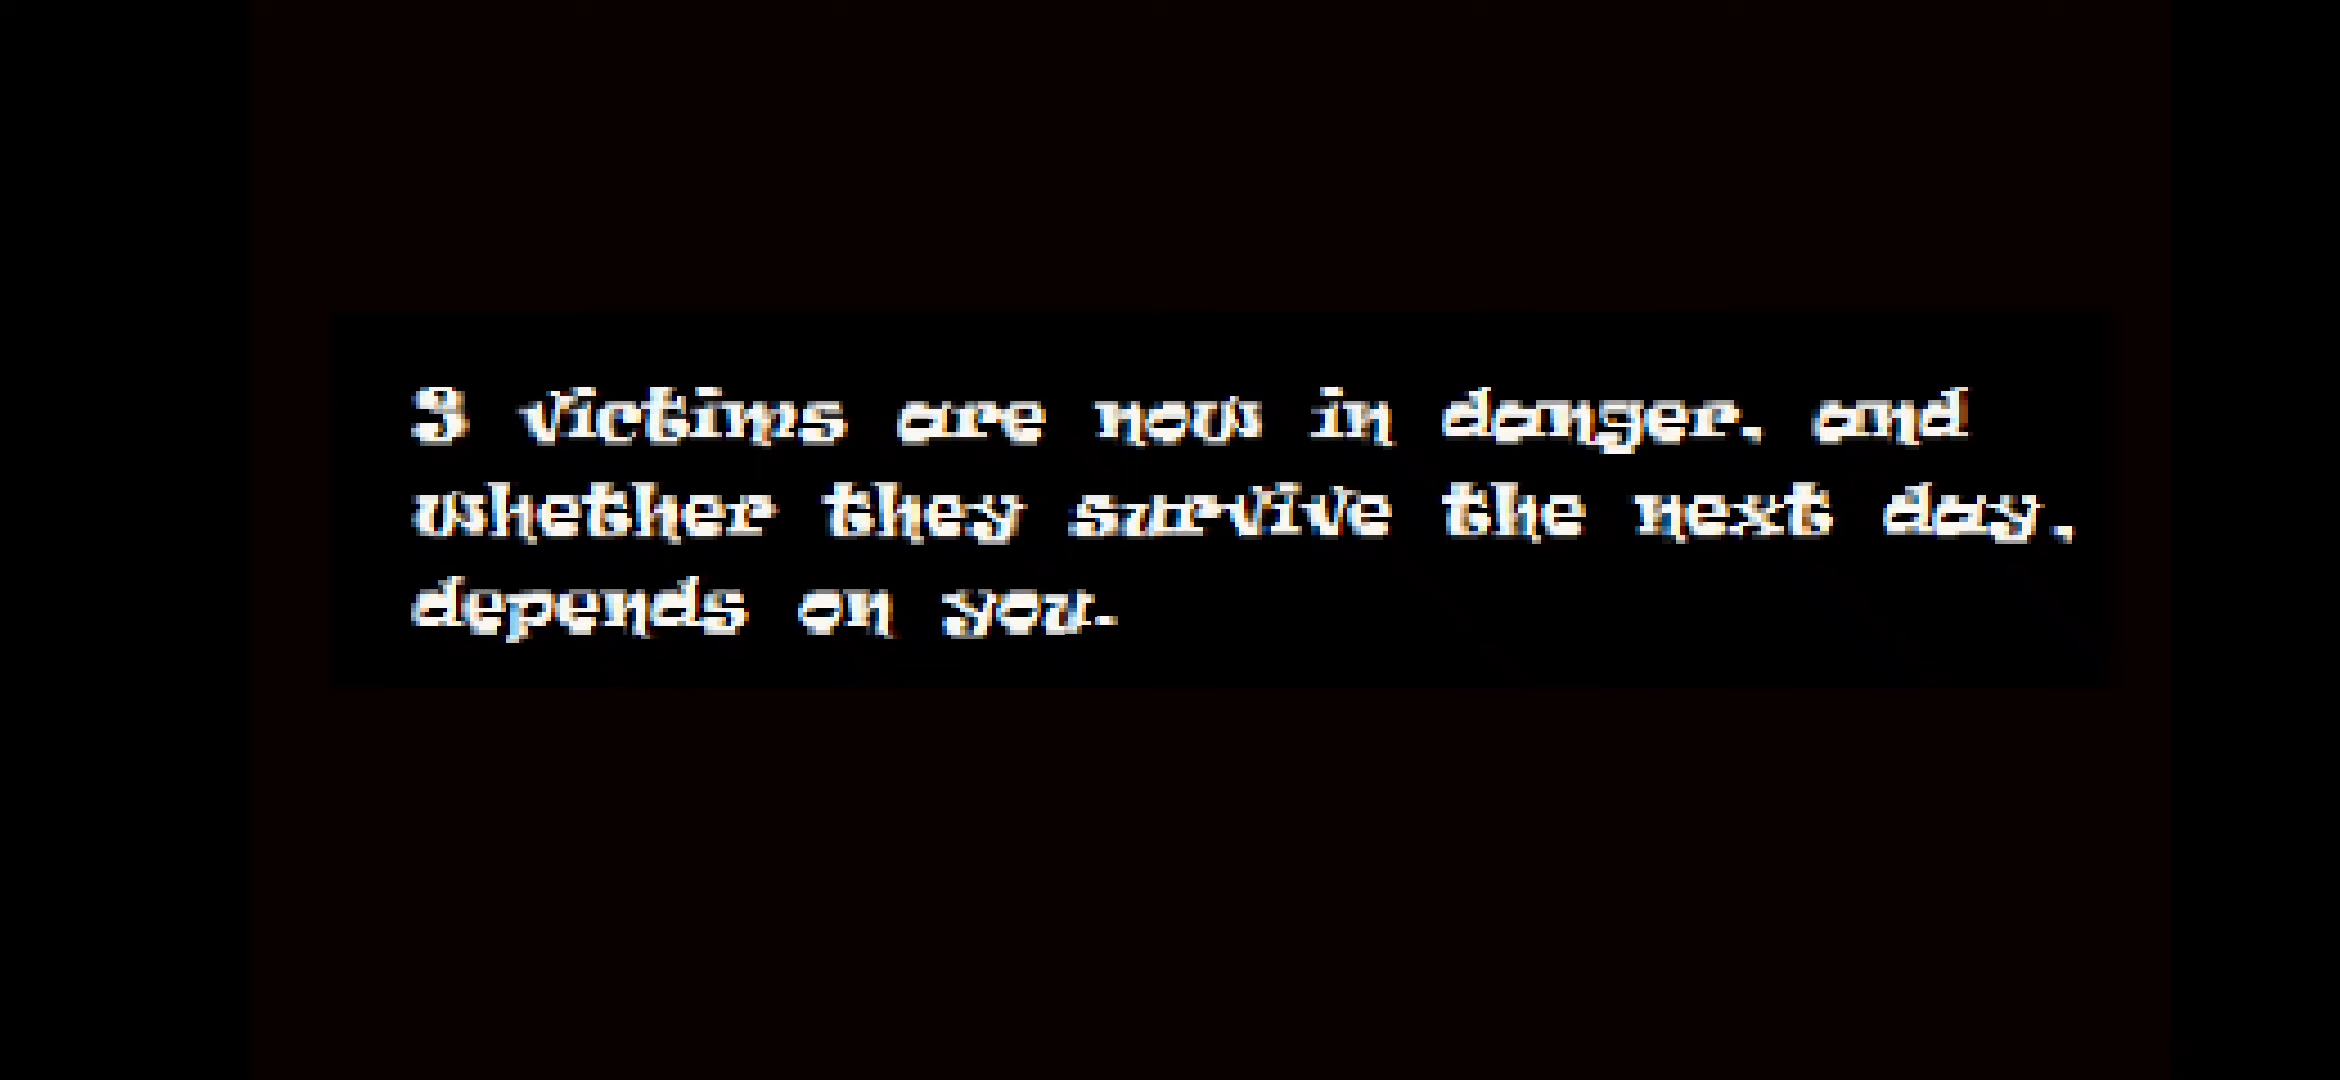 3 victims are now in danger, and
whether they survive the next day,
depends on you.